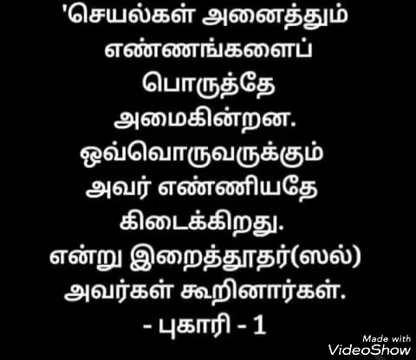 'செயல்கள் அனைத்தும்
எண்ணங்களைப்
பொருத்தே
அமைகின்றன.
ஒவ்வொருவருக்கும்
அவர் எண்ணியதே
கிடைக்கிறது.
என்று இறைத்தூதர்(ஸல்)
அவர்கள் கூறினார்கள்.
- புகாரி - 1
Made with
VideoShow